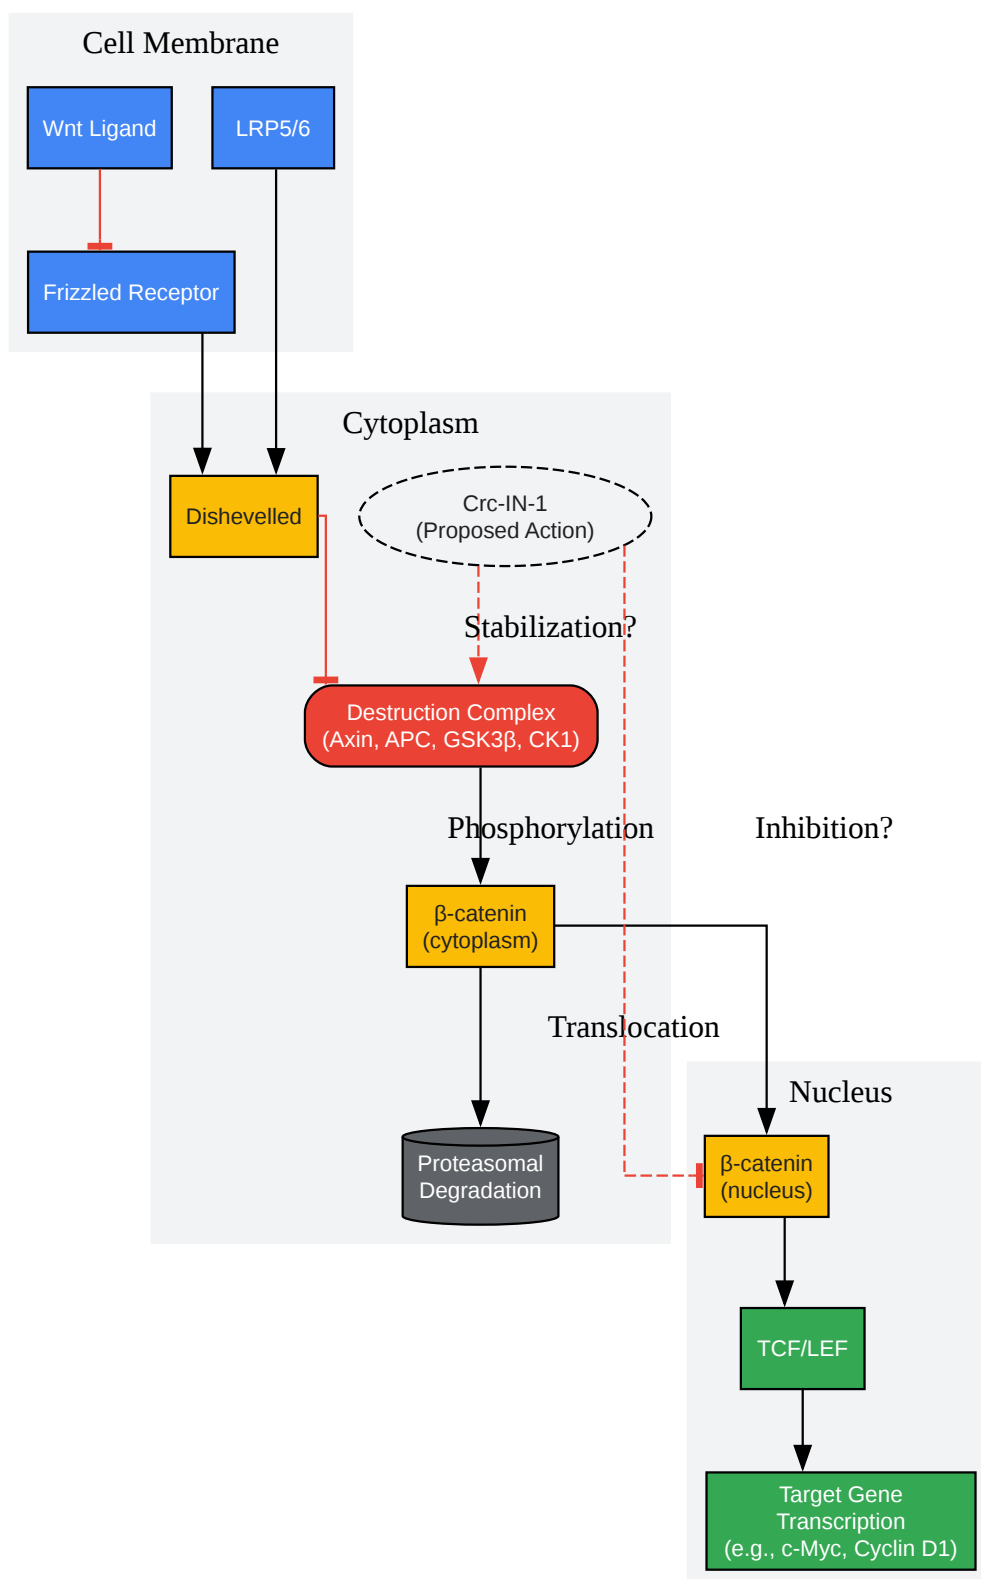 Cell Membrane
Wnt Ligand
LRP5/6
Frizzled Receptor
Cytoplasm
Dishevelled
Crc-IN-1
(Proposed Action)
Stabilization?
Destruction Complex
(Axin, APC, GSK3β, CK1)
Phosphorylation
Inhibition?
β-catenin
(cytoplasm)
Translocation
Nucleus
Proteasomal
Degradation
β-catenin
(nucleus)
TCF/LEF
Target Gene
Transcription
(e.g., c-Myc, Cyclin D1)